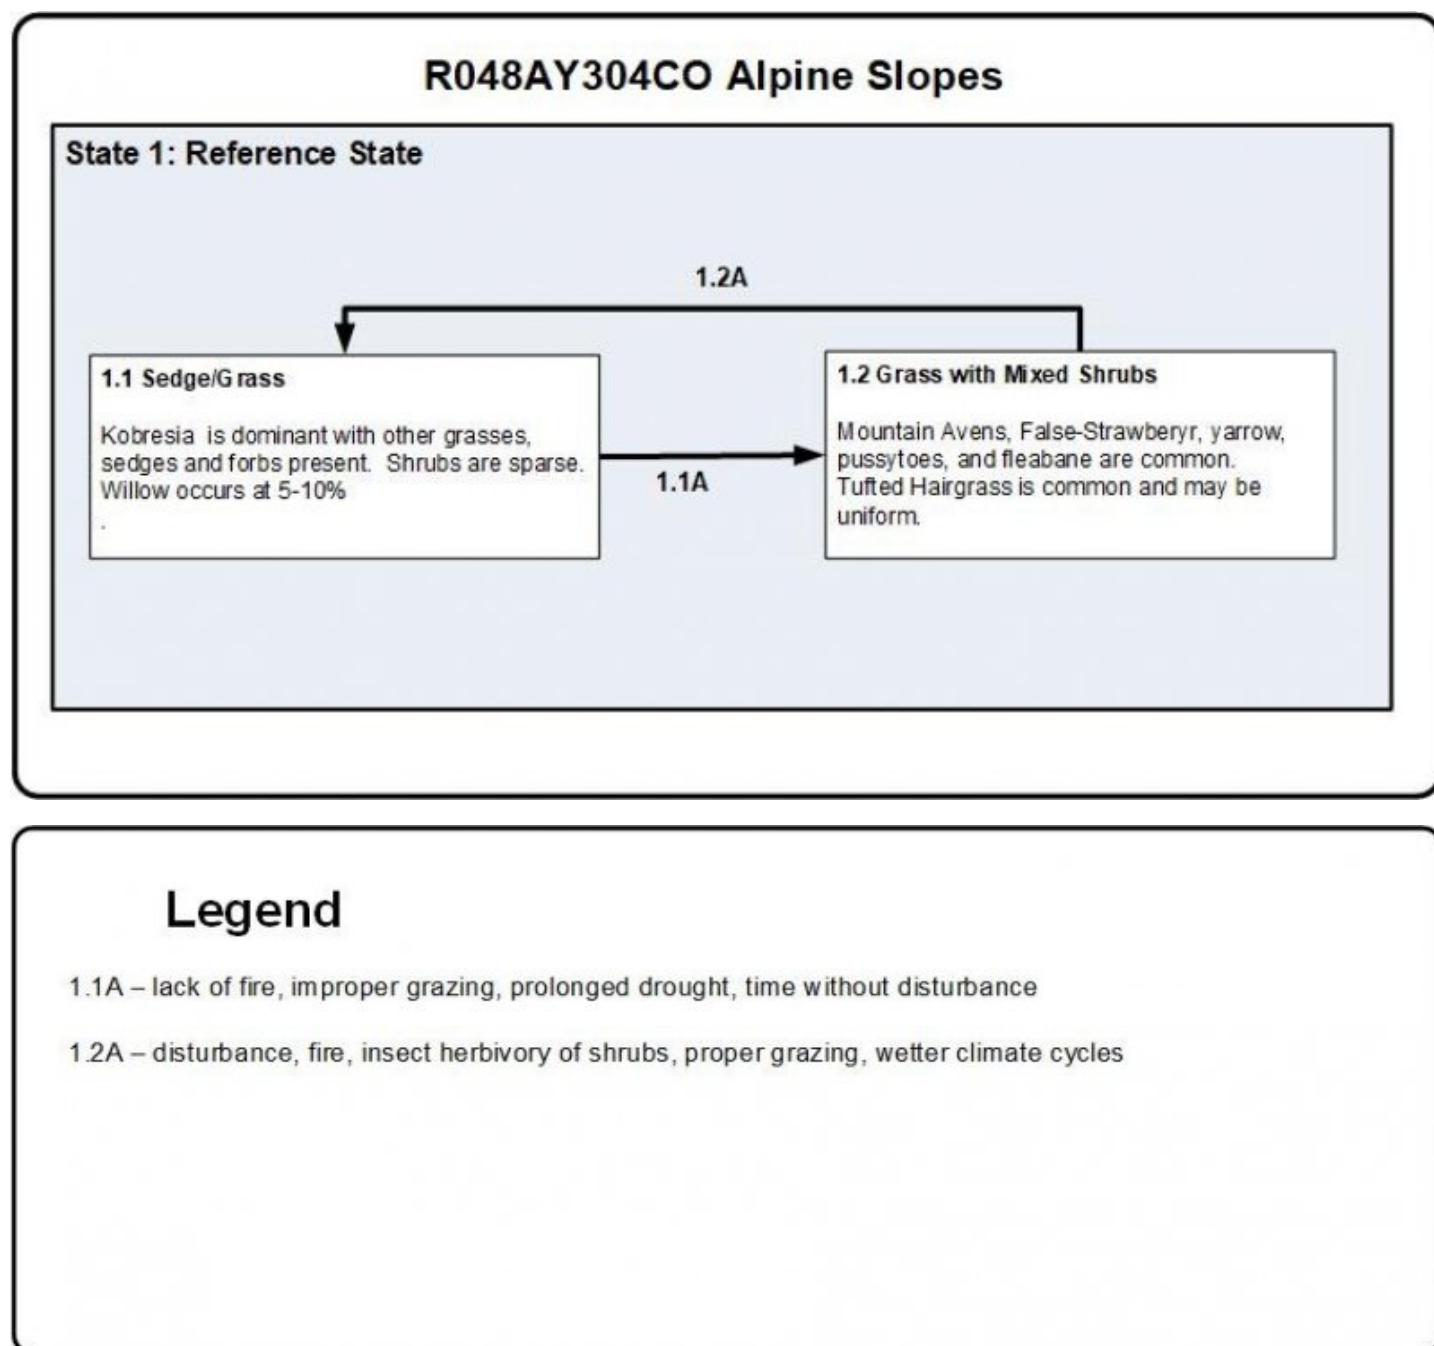 R048AY304CO Alpine Slopes
State 1: Reference State
1.2A
1.1 Sedge/Grass
Kobresia is dominant with other grasses,
sedges and forbs present. Shrubs are sparse.
Willow occurs at 5-10%
.
1.1A
1.2 Grass with Mixed Shrubs
Mountain Avens, False-Strawberyr, yarrow,
pussytoes, and fleabane are common.
Tufted Hairgrass is common and may be
uniform.
Legend
1.1A – lack of fire, improper grazing, prolonged drought, time without disturbance
1.2A – disturbance, fire, insect herbivory of shrubs, proper grazing, wetter climate cycles